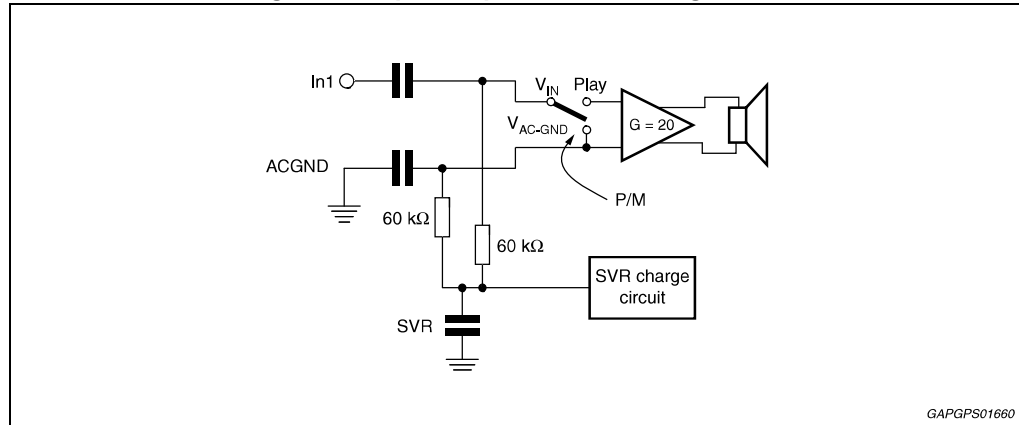 In1
V_IN
Play
V_AC-GND
G = 20
ACGND
P/M
60 kΩ
60 kΩ
SVR charge
circuit
SVR
GAPGPS01660